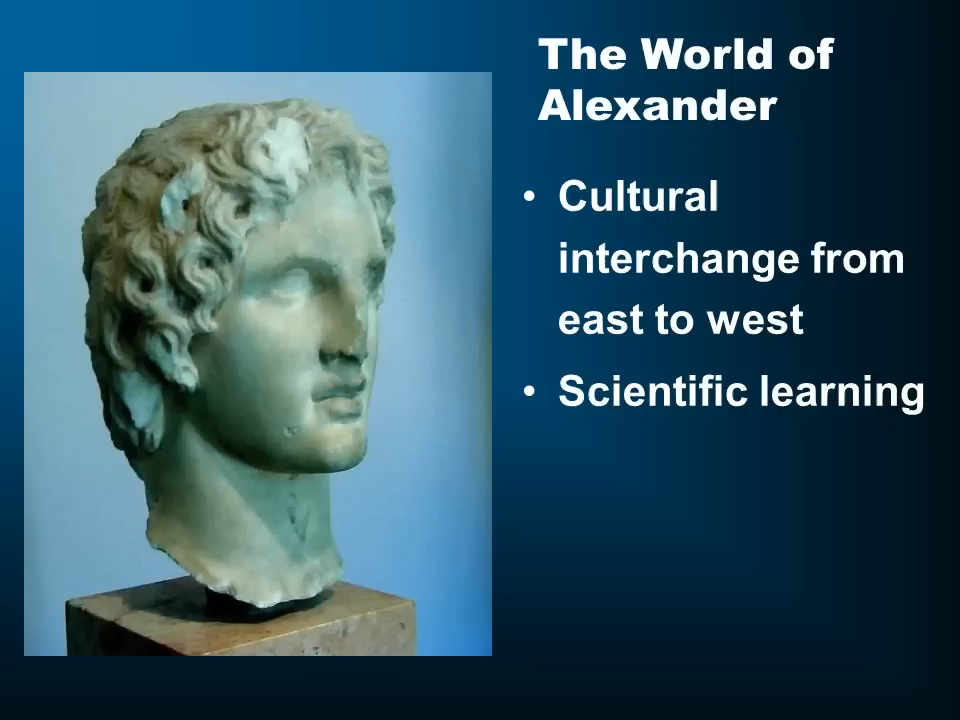 The World of
Alexander
• Cultural
interchange from
east to west
• Scientific learning